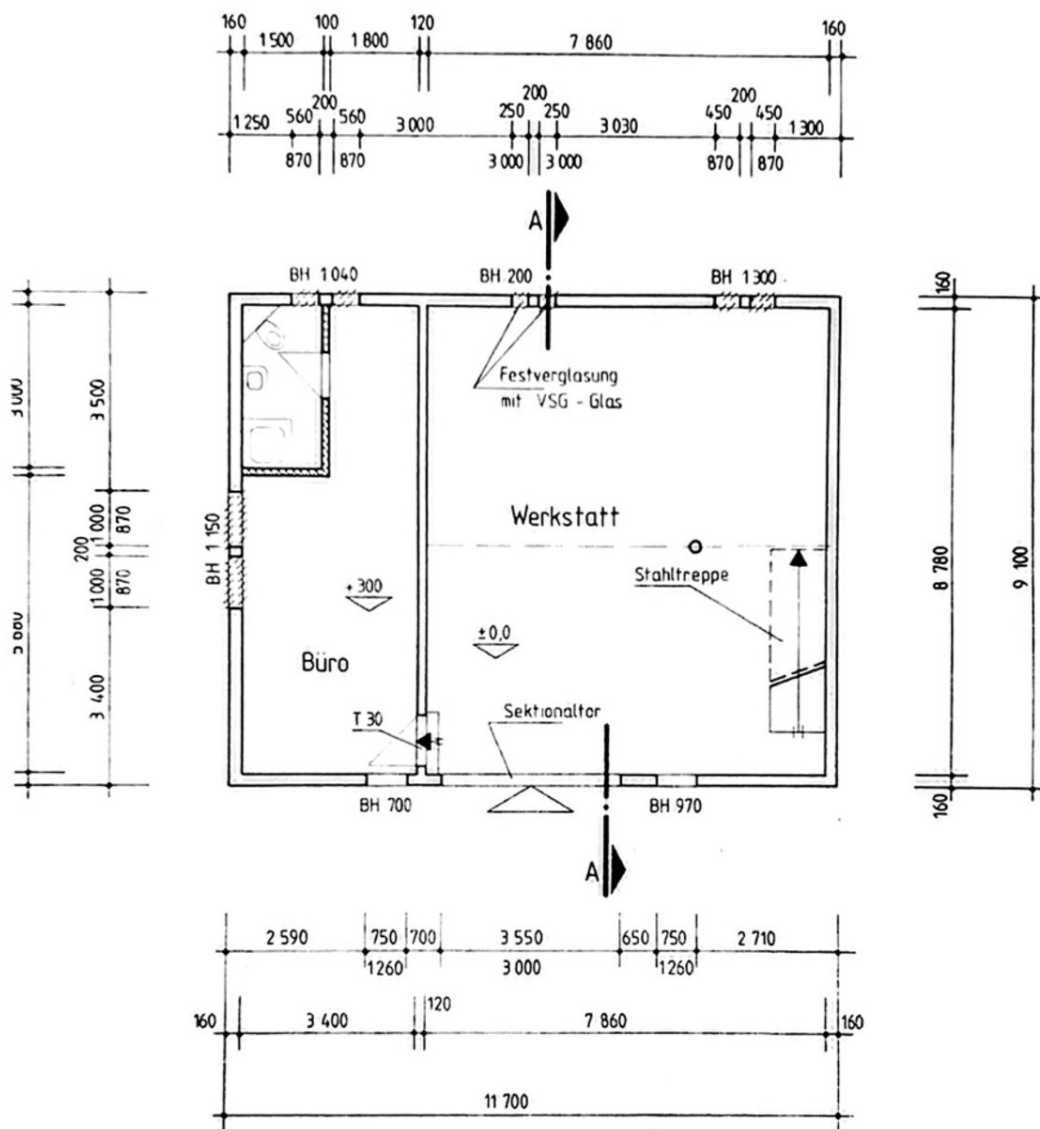 160 1 500 100 1 800 120 7 860 160
1 250 560 200 560 3 000 250 200 250 3 030 450 200 450 1 300
870 870 3 000 3 000 870 870
A
BH 1 040 BH 200 BH 1 300
160
3 000
3 500
Festverglasung
mit VSG - Glas
Werkstatt
BH 1 150
200
1 000 870
1 000 870
Stahltreppe
8 780
9 100
+ 300
± 0,0
Büro
3 400
T 30
Sektionaltor
BH 700 BH 970
160
A
2 590 750 700 3 550 650 750 2 710
1260 3 000 1260
160 3 400 120 7 860 160
11 700